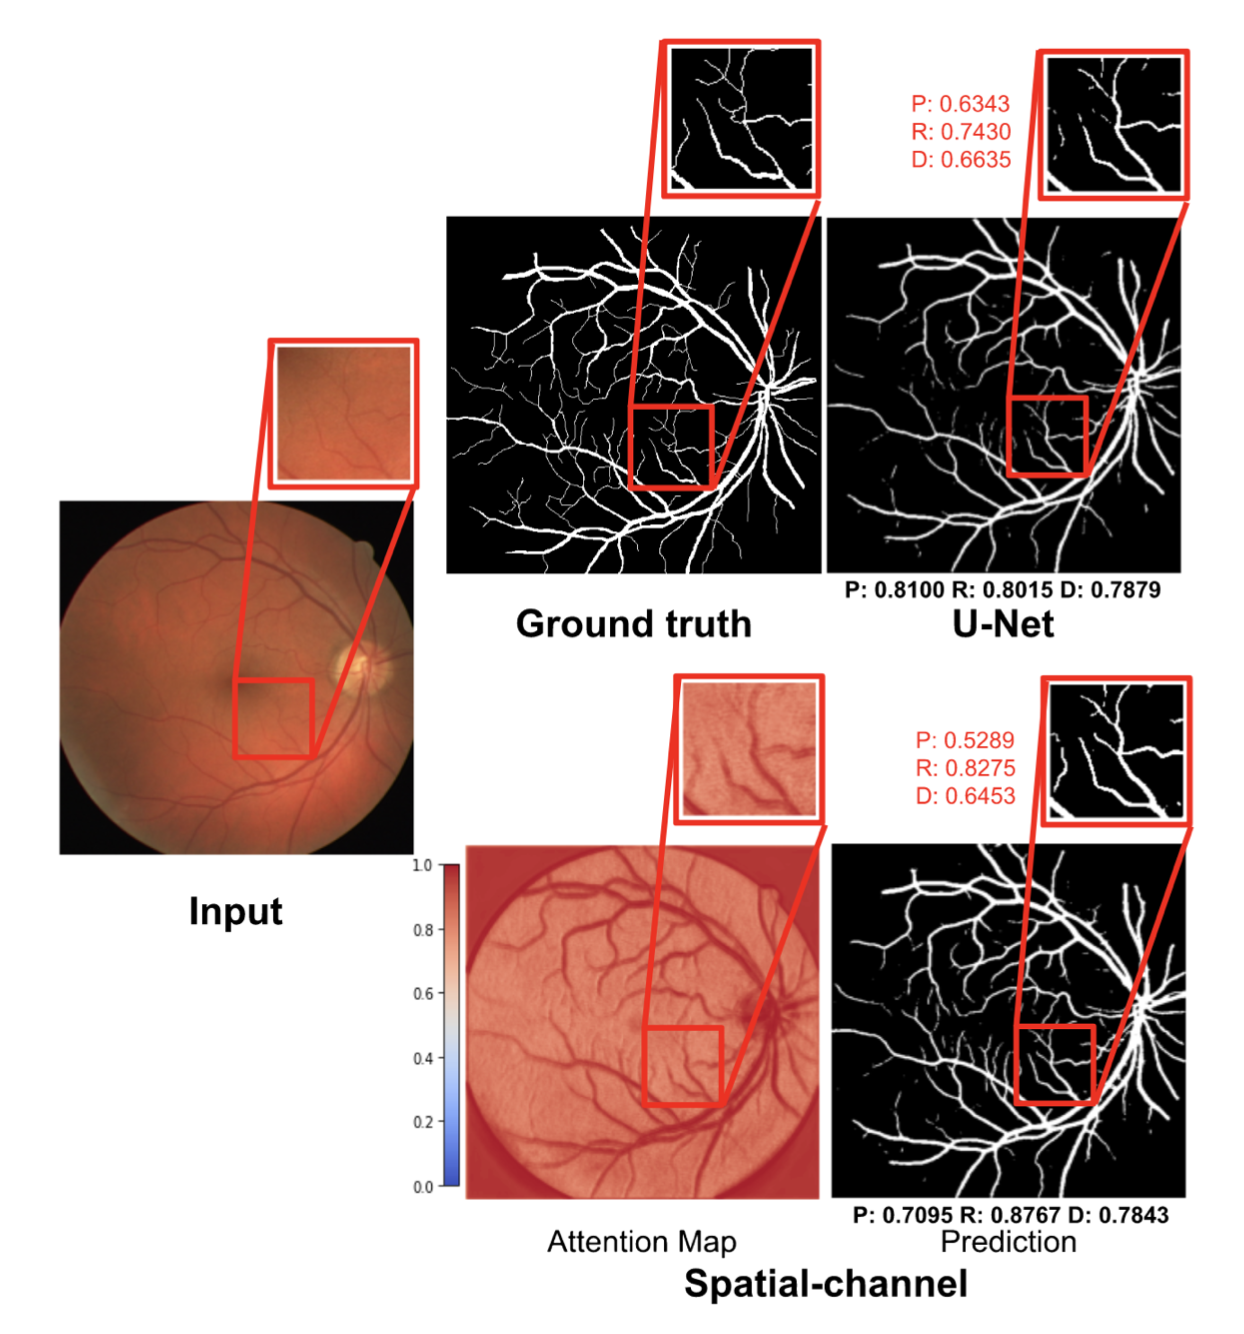 P: 0.6343
R: 0.7430
D: 0.6635
P: 0.8100 R: 0.8015 D: 0.7879
Ground truth
U-Net
Input
P: 0.5289
R: 0.8275
D: 0.6453
1.0
0.8
0.6
0.4
0.2
0.0
P: 0.7095 R: 0.8767 D: 0.7843
Attention Map
Prediction
Spatial-channel